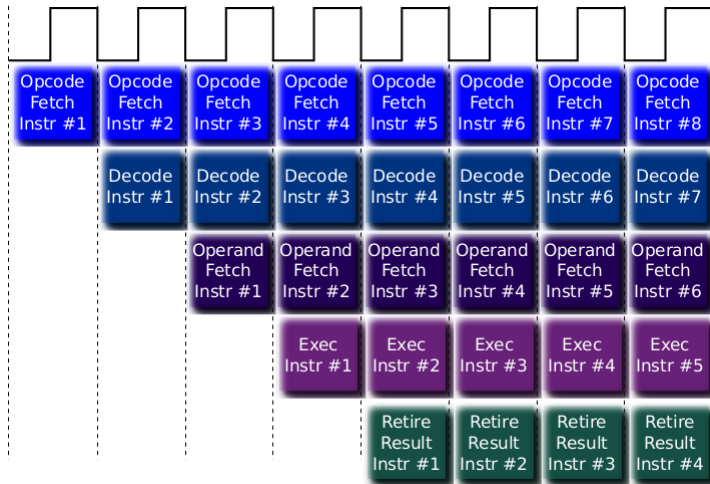 Opcode
Fetch
Instr #1
Opcode
Fetch
Instr #2
Opcode
Fetch
Instr #3
Opcode
Fetch
Instr #4
Opcode
Fetch
Instr #5
Opcode
Fetch
Instr #6
Opcode
Fetch
Instr #7
Opcode
Fetch
Instr #8
Decode
Instr #1
Decode
Instr #2
Decode
Instr #3
Decode
Instr #4
Decode
Instr #5
Decode
Instr #6
Decode
Instr #7
Operand
Fetch
Instr #1
Operand
Fetch
Instr #2
Operand
Fetch
Instr #3
Operand
Fetch
Instr #4
Operand
Fetch
Instr #5
Operand
Fetch
Instr #6
Exec
Instr #1
Exec
Instr #2
Exec
Instr #3
Exec
Instr #4
Exec
Instr #5
Retire
Result
Instr #1
Retire
Result
Instr #2
Retire
Result
Instr #3
Retire
Result
Instr #4